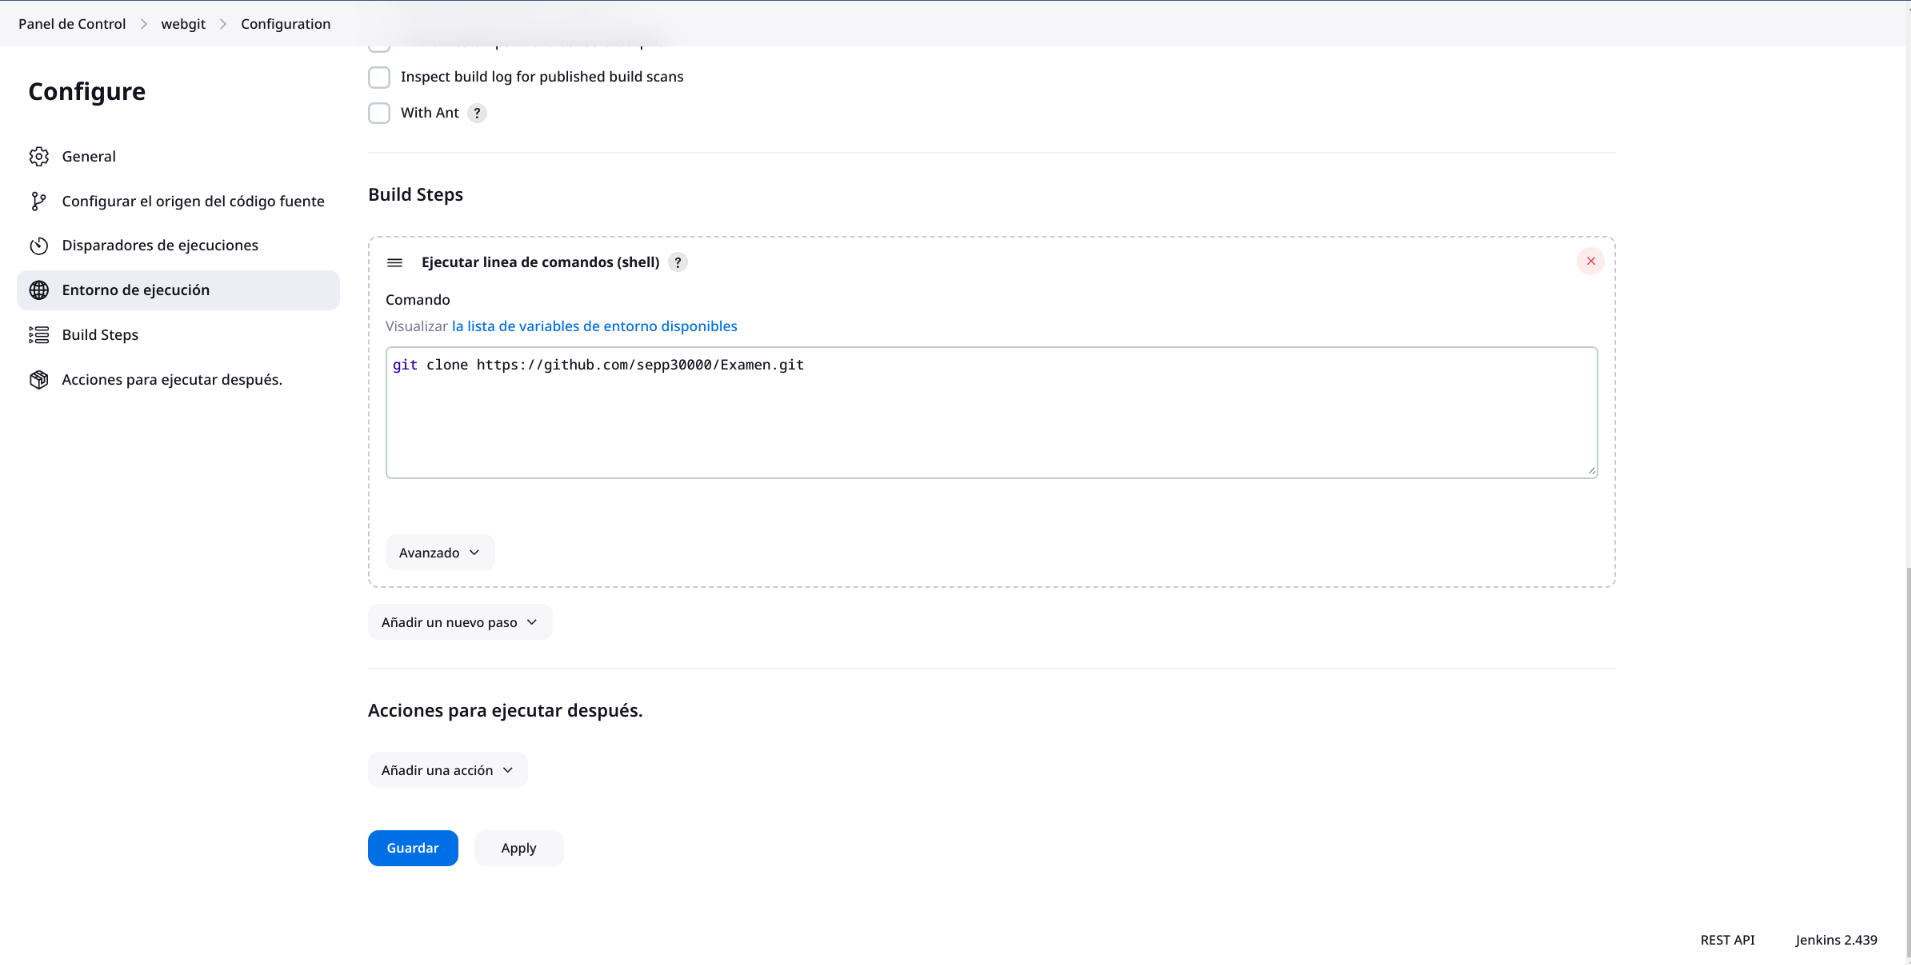 Panel de Control > webgit > Configuration
Configure
General
Configurar el origen del código fuente
Disparadores de ejecuciones
Entorno de ejecución
Build Steps
Acciones para ejecutar después.
Inspect build log for published build scans
With Ant ?
Build Steps
Ejecutar linea de comandos (shell) ?
Comando
Visualizar la lista de variables de entorno disponibles
git clone https://github.com/sepp30000/Examen.git
Avanzado
Añadir un nuevo paso
Acciones para ejecutar después.
Añadir una acción
Guardar
Apply
REST API
Jenkins 2.439